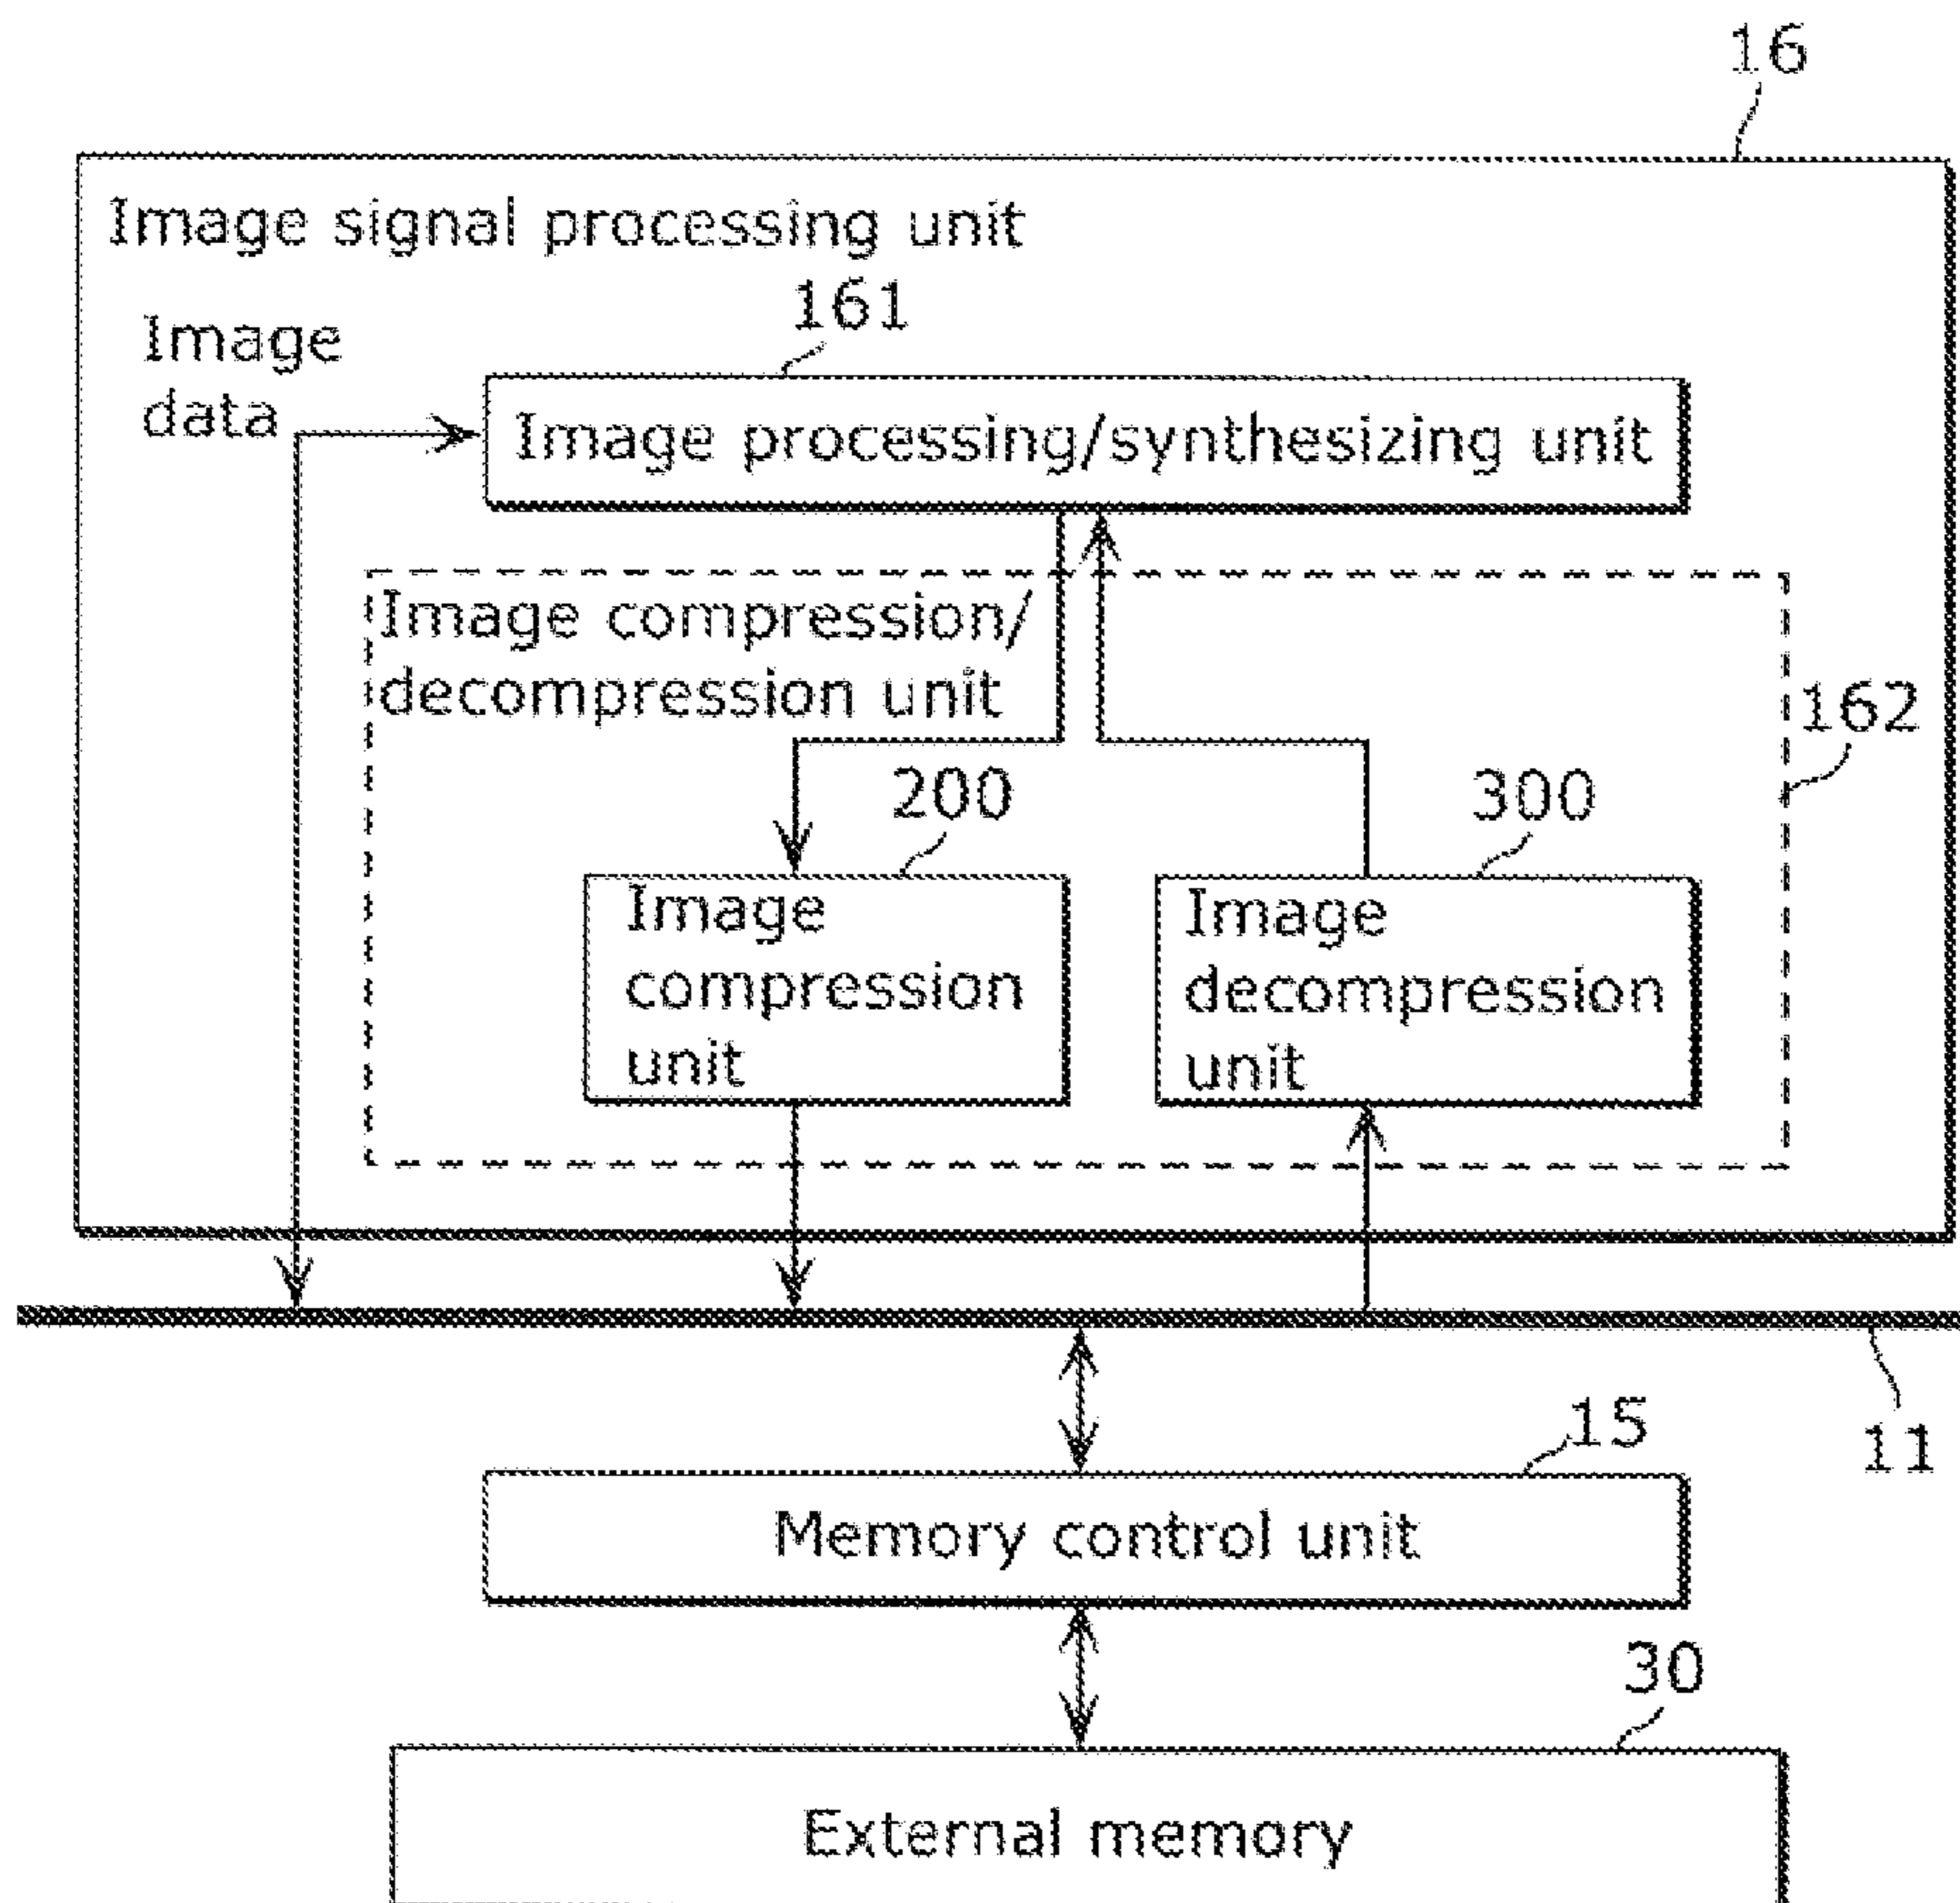 16
Image signal processing unit
161
Image
data
Image processing/synthesizing unit
Image compression/
decompression unit
162
200
300
Image
compression
unit
Image
decompression
unit
11
15
Memory control unit
30
External memory